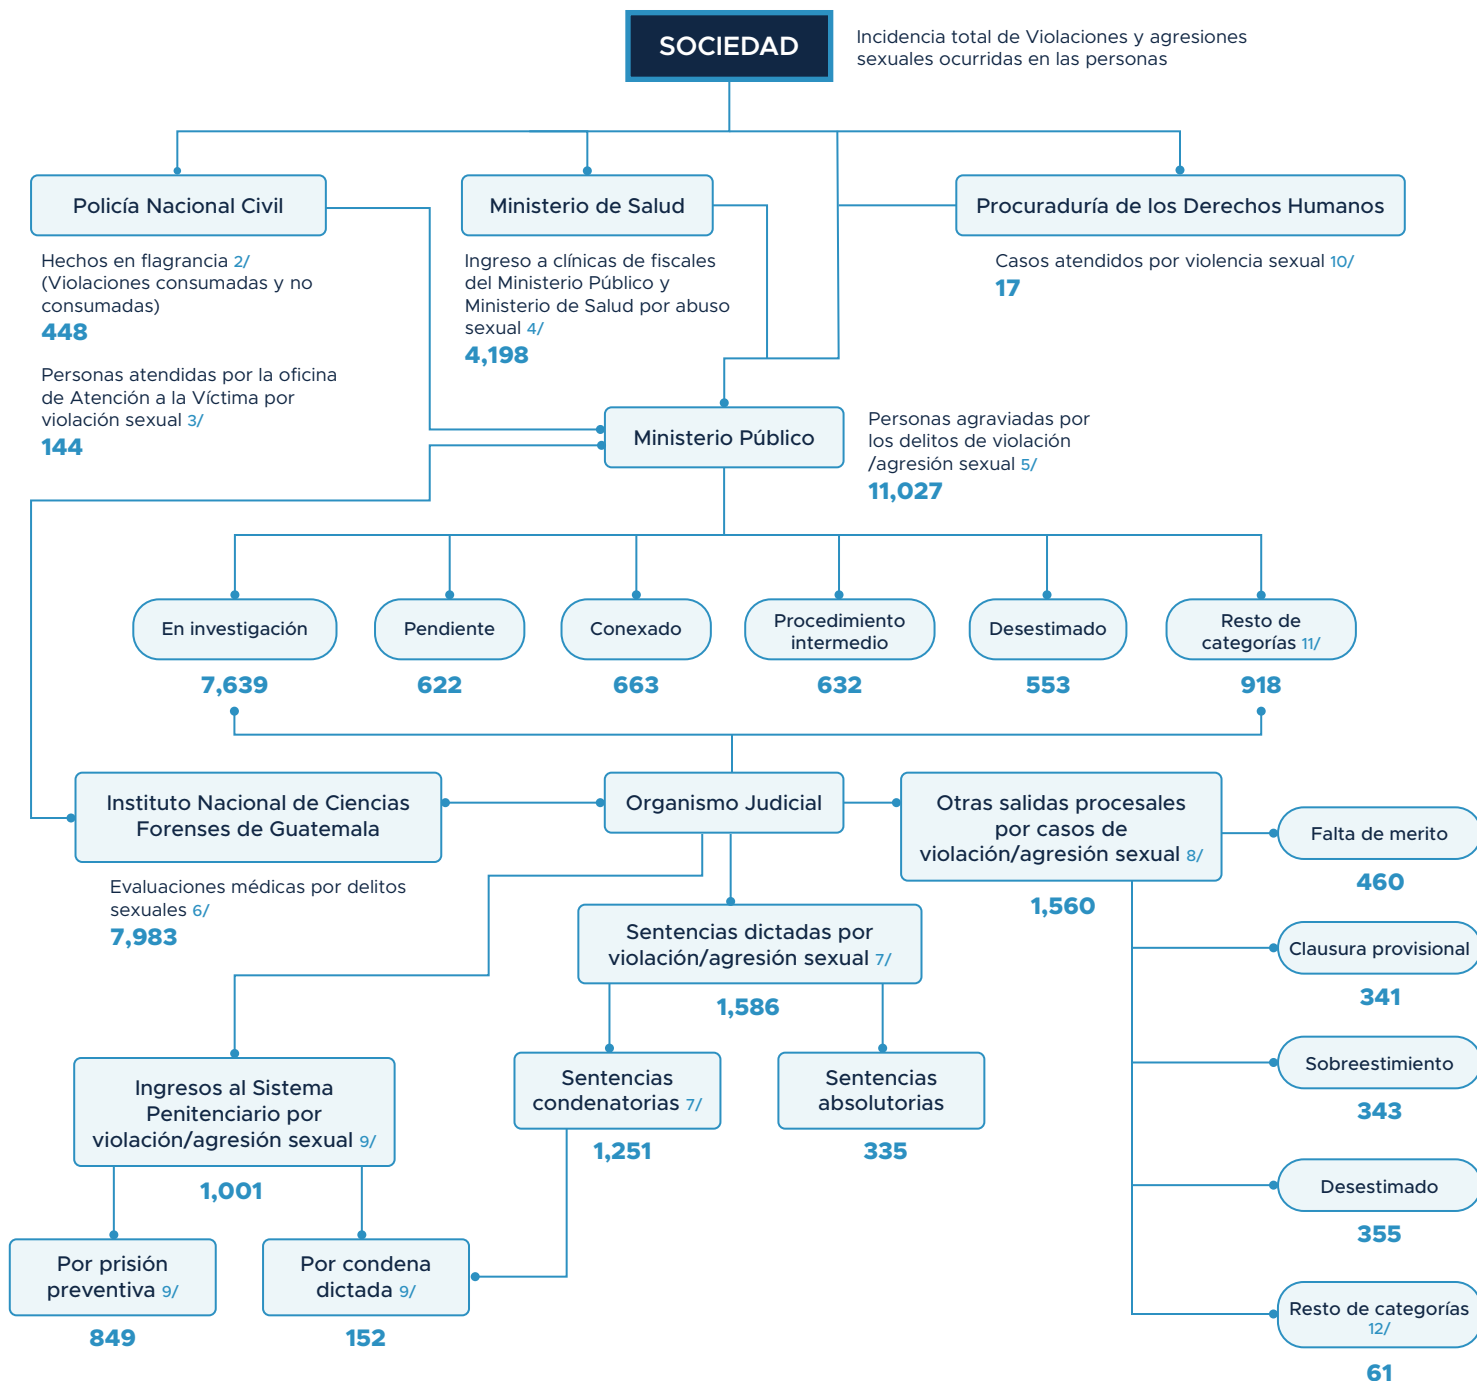 SOCIEDAD
Incidencia total de Violaciones y agresiones
sexuales ocurridas en las personas
Policía Nacional Civil
Hechos en flagrancia 2/
(Violaciones consumadas y no
consumadas)
448
Personas atendidas por la oficina
de Atención a la Víctima por
violación sexual 3/
144
Ministerio de Salud
Ingreso a clínicas de fiscales
del Ministerio Público y
Ministerio de Salud por abuso
sexual 4/
4,198
Procuraduría de los Derechos Humanos
Casos atendidos por violencia sexual 10/
17
Ministerio Público
Personas agraviadas por
los delitos de violación
/agresión sexual 5/
11,027
En investigación
7,639
Pendiente
622
Conexado
663
Procedimiento
intermedio
632
Desestimado
553
Resto de
categorías 11/
918
Instituto Nacional de Ciencias
Forenses de Guatemala
Evaluaciones médicas por delitos
sexuales 6/
7,983
Organismo Judicial
Otras salidas procesales
por casos de
violación/agresión sexual 8/
1,560
Falta de merito
460
Clausura provisional
341
Sobreestimiento
343
Desestimado
355
Resto de categorías
12/
61
Sentencias dictadas por
violación/agresión sexual 7/
1,586
Sentencias
condenatorias 7/
1,251
Sentencias
absolutorias
335
Ingresos al Sistema
Penitenciario por
violación/agresión sexual 9/
1,001
Por prisión
preventiva 9/
849
Por condena
dictada 9/
152